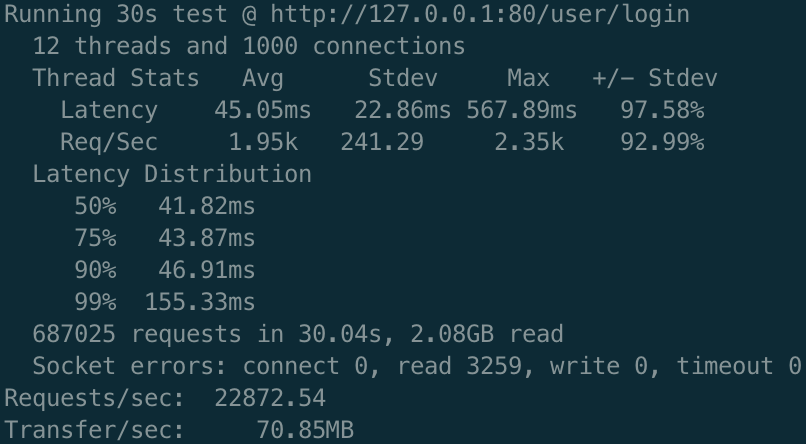 Running 30s test @ http://127.0.0.1:80/user/login
12 threads and 1000 connections
Thread Stats Avg Stdev Max +/- Stdev
Latency 45.05ms 22.86ms 567.89ms 97.58%
Req/Sec 1.95k 241.29 2.35k 92.99%
Latency Distribution
50% 41.82ms
75% 43.87ms
90% 46.91ms
99% 155.33ms
687025 requests in 30.04s, 2.08GB read
Socket errors: connect 0, read 3259, write 0, timeout 0
Requests/sec: 22872.54
Transfer/sec: 70.85MB